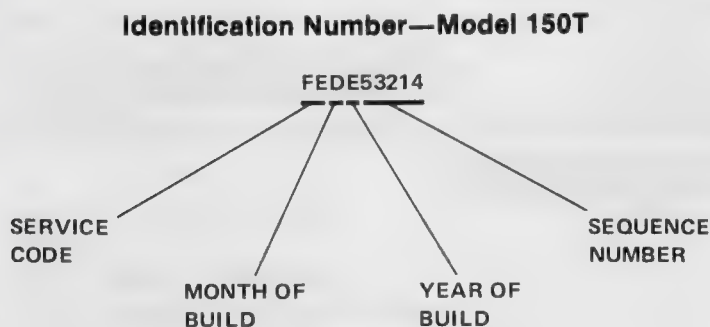 Identification Number—Model 150T
FEDE53214
SERVICE
CODE
MONTH OF
BUILD
YEAR OF
BUILD
SEQUENCE
NUMBER